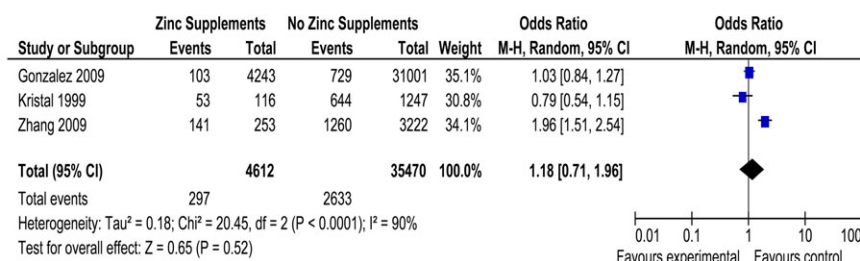 Zinc Supplements No Zinc Supplements Odds Ratio Odds Ratio
Study or Subgroup Events Total Events Total Weight M-H, Random, 95% CI M-H, Random, 95% CI
Gonzalez 2009 103 4243 729 31001 35.1% 1.03 [0.84, 1.27]
Kristal 1999 53 116 644 1247 30.8% 0.79 [0.54, 1.15]
Zhang 2009 141 253 1260 3222 34.1% 1.96 [1.51, 2.54]
Total (95% CI) 4612 35470 100.0% 1.18 [0.71, 1.96]
Total events 297 2633
Heterogeneity: Tau² = 0.18; Chi² = 20.45, df = 2 (P < 0.0001); I² = 90%
Test for overall effect: Z = 0.65 (P = 0.52)
0.01 0.1 1 10 100
Favours experimental Favours control